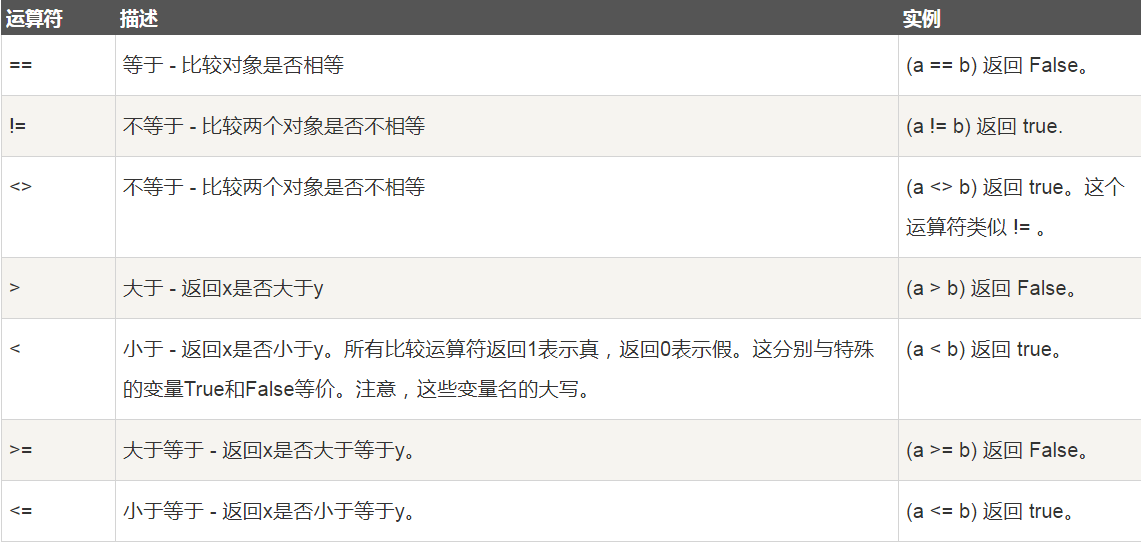 运算符 描述 实例
== 等于 - 比较对象是否相等 (a == b) 返回 False。
!= 不等于 - 比较两个对象是否不相等 (a != b) 返回 true.
<> 不等于 - 比较两个对象是否不相等 (a <> b) 返回 true。这个
运算符类似 != 。
> 大于 - 返回x是否大于y (a > b) 返回 False。
< 小于 - 返回x是否小于y。所有比较运算符返回1表示真，返回0表示假。这分别与特殊 (a < b) 返回 true。
的变量True和False等价。注意，这些变量名的大写。
>= 大于等于 - 返回x是否大于等于y。 (a >= b) 返回 False。
<= 小于等于 - 返回x是否小于等于y。 (a <= b) 返回 true。